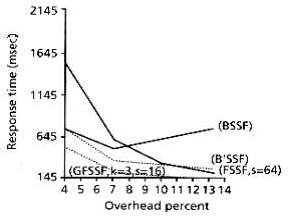 Response time (msec)
2145
1645
1145
645
145
(BSSF)
(B'SSF)
(GFSSF,k=3,s=16)
(FSSF,s=64)
4 5 6 7 8 9 10 11 12 13 14
Overhead percent